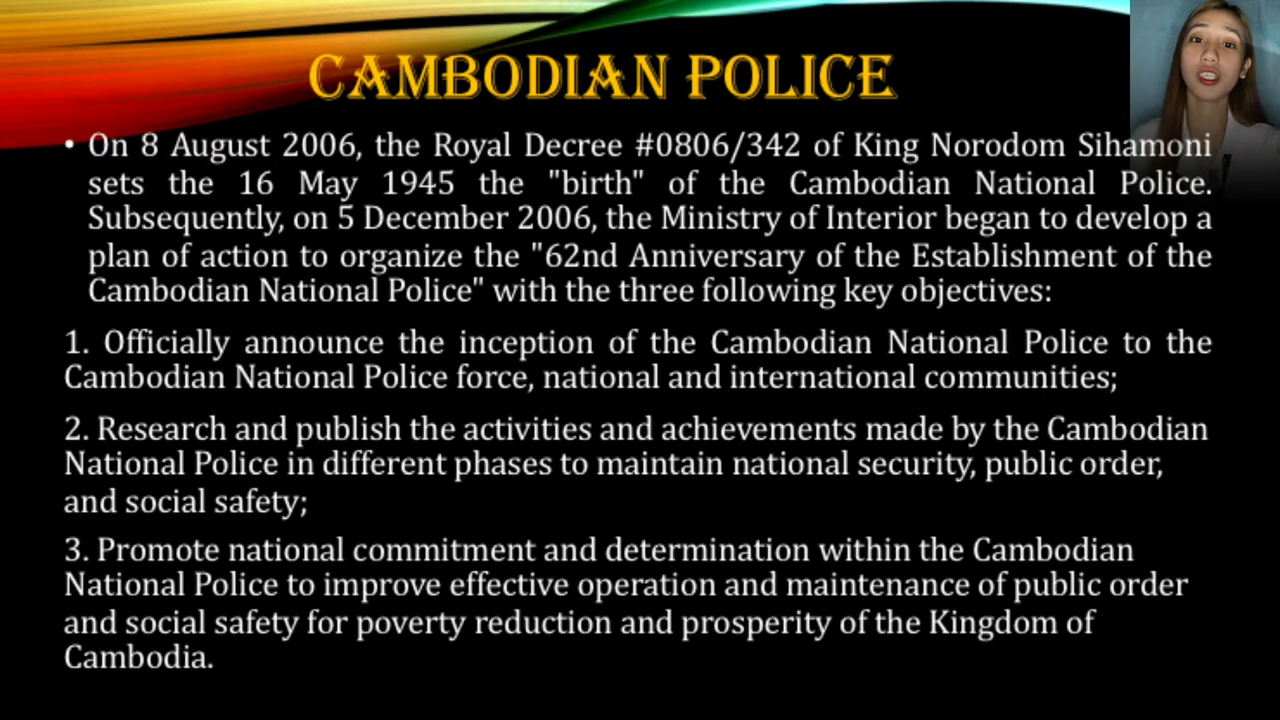 CAMBODIAN POLICE
• On 8 August 2006, the Royal Decree #0806/342 of King Norodom Sihamoni
sets the 16 May 1945 the "birth" of the Cambodian National Police.
Subsequently, on 5 December 2006, the Ministry of Interior began to develop a
plan of action to organize the "62nd Anniversary of the Establishment of the
Cambodian National Police" with the three following key objectives:
1. Officially announce the inception of the Cambodian National Police to the
Cambodian National Police force, national and international communities;
2. Research and publish the activities and achievements made by the Cambodian
National Police in different phases to maintain national security, public order,
and social safety;
3. Promote national commitment and determination within the Cambodian
National Police to improve effective operation and maintenance of public order
and social safety for poverty reduction and prosperity of the Kingdom of
Cambodia.